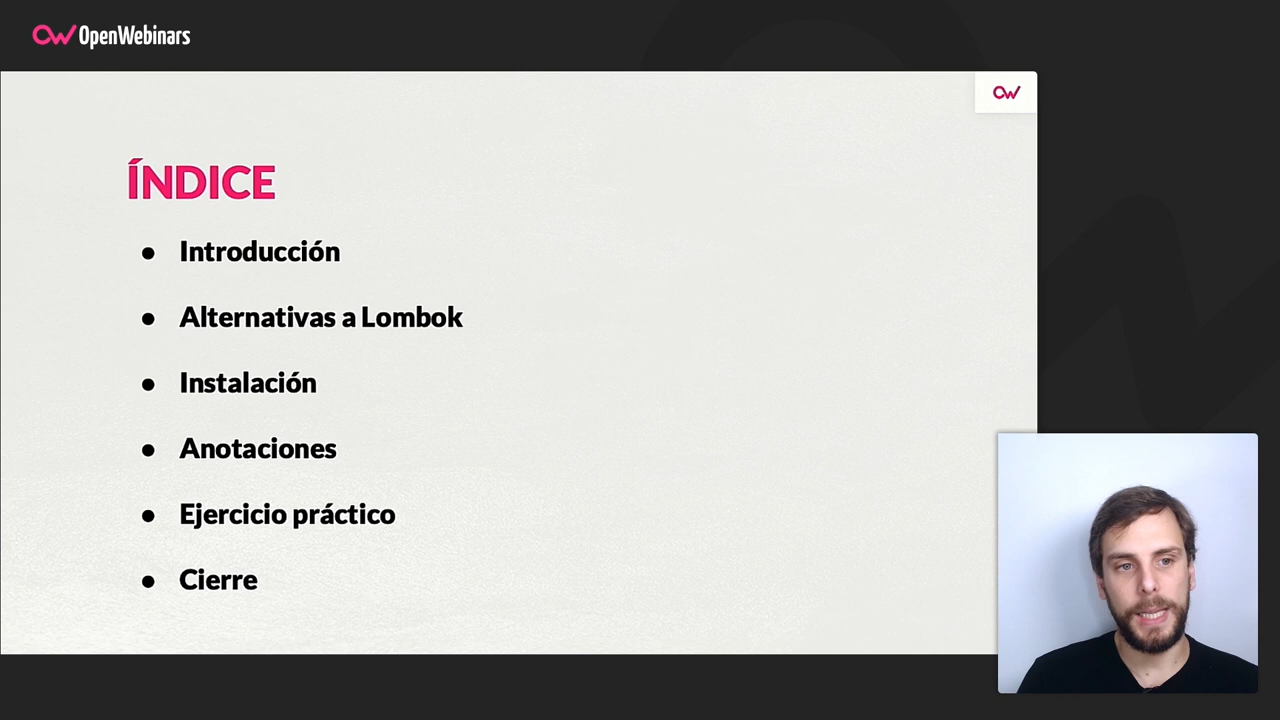 OpenWebinars
ÍNDICE
● Introducción
● Alternativas a Lombok
● Instalación
● Anotaciones
● Ejercicio práctico
● Cierre